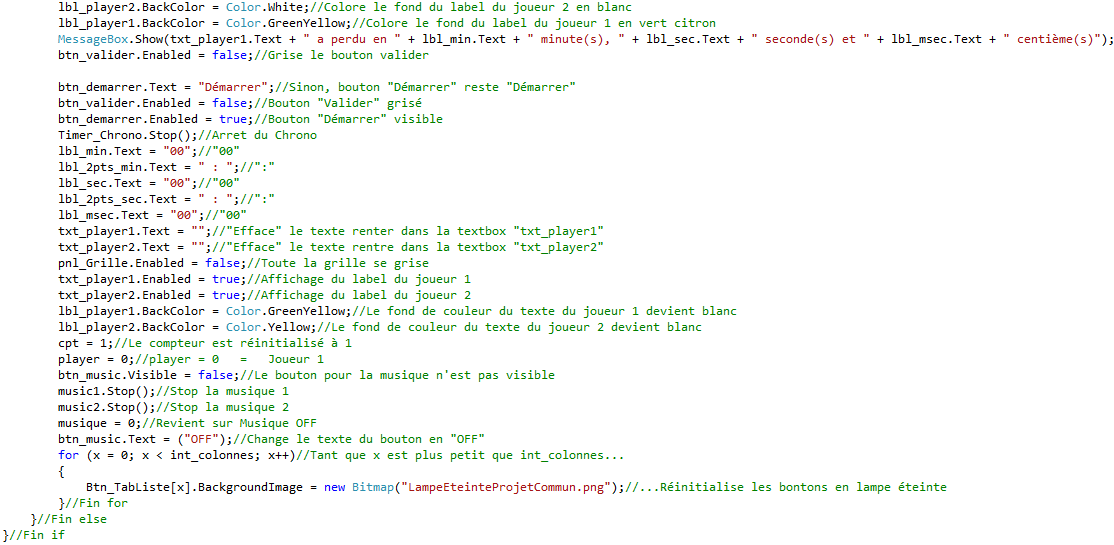 lbl_player2.BackColor = Color.White;//Colore le fond du label du joueur 2 en blanc
lbl_player1.BackColor = Color.GreenYellow;//Colore le fond du label du joueur 1 en vert citron
MessageBox.Show(txt_player1.Text + " a perdu en " + lbl_min.Text + " minute(s), " + lbl_sec.Text + " seconde(s) et " + lbl_msec.Text + " centième(s)");
btn_valider.Enabled = false;//Grise le bouton valider
btn_demarrer.Text = "Démarrer";//Sinon, bouton "Démarrer" reste "Démarrer"
btn_valider.Enabled = false;//Bouton "Valider" grisé
btn_demarrer.Enabled = true;//Bouton "Démarrer" visible
Timer_Chrono.Stop();//Arret du Chrono
lbl_min.Text = "00";//"00"
lbl_2pts_min.Text = " : ";//":"
lbl_sec.Text = "00";//"00"
lbl_2pts_sec.Text = " : ";//":"
lbl_msec.Text = "00";//"00"
txt_player1.Text = "";//"Efface" le texte renter dans la textbox "txt_player1"
txt_player2.Text = "";//"Efface" le texte rentre dans la textbox "txt_player2"
pnl_Grille.Enabled = false;//Toute la grille se grise
txt_player1.Enabled = true;//Affichage du label du joueur 1
txt_player2.Enabled = true;//Affichage du label du joueur 2
lbl_player1.BackColor = Color.GreenYellow;//Le fond de couleur du texte du joueur 1 devient blanc
lbl_player2.BackColor = Color.Yellow;//Le fond de couleur du texte du joueur 2 devient blanc
cpt = 1;//Le compteur est réinitialisé à 1
player = 0;//player = 0   =   Joueur 1
btn_music.Visible = false;//Le bouton pour la musique n'est pas visible
music1.Stop();//Stop la musique 1
music2.Stop();//Stop la musique 2
musique = 0;//Revient sur Musique OFF
btn_music.Text = ("OFF");//Change le texte du bouton en "OFF"
for (x = 0; x < int_colonnes; x++)//Tant que x est plus petit que int_colonnes...
{
Btn_TabListe[x].BackgroundImage = new Bitmap("LampeEteinteProjetCommun.png");//...Réinitialise les bontons en lampe éteinte
}//Fin for
}//Fin else
}//Fin if